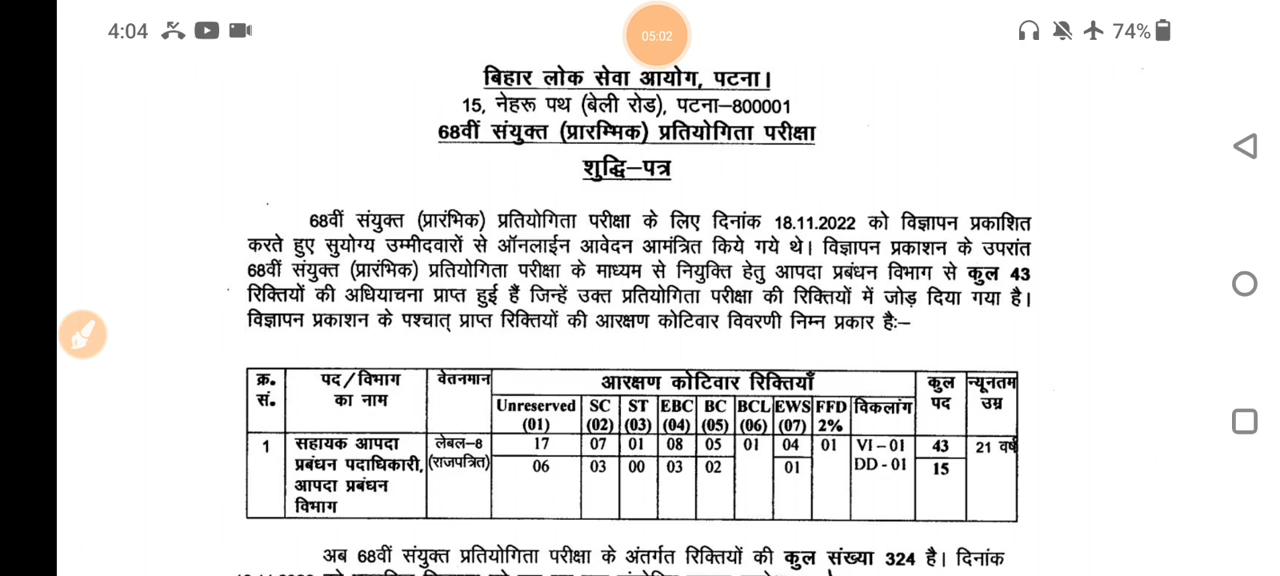 4:04
05:02
74%
बिहार लोक सेवा आयोग, पटना।
15, नेहरू पथ (बेली रोड), पटना–800001
68वीं संयुक्त (प्रारम्भिक) प्रतियोगिता परीक्षा
शुद्धि–पत्र
68वीं संयुक्त (प्रारंभिक) प्रतियोगिता परीक्षा के लिए दिनांक 18.11.2022 को विज्ञापन प्रकाशित
करते हुए सुयोग्य उम्मीदवारों से ऑनलाईन आवेदन आमंत्रित किये गये थे। विज्ञापन प्रकाशन के उपरांत
68वीं संयुक्त (प्रारंभिक) प्रतियोगिता परीक्षा के माध्यम से नियुक्ति हेतु आपदा प्रबंधन विभाग से कुल 43
रिक्तियों की अधियाचना प्राप्त हुई हैं जिन्हें उक्त प्रतियोगिता परीक्षा की रिक्तियों में जोड़ दिया गया है।
विज्ञापन प्रकाशन के पश्चात् प्राप्त रिक्तियों की आरक्षण कोटिवार विवरणी निम्न प्रकार है:–
क्र. पद/विभाग वेतनमान आरक्षण कोटिवार रिक्तियाँ कुल न्यूनतम
सं. का नाम पद उम्र
Unreserved SC ST EBC BC BCL EWS FFD विकलांग
(01) (02) (03) (04) (05) (06) (07) 2%
1 सहायक आपदा लेबल–8 17 07 01 08 05 01 04 01 VI – 01 43 21 वर्ष
प्रबंधन पदाधिकारी, (राजपत्रित) 06 03 00 03 02 01 DD - 01 15
आपदा प्रबंधन
विभाग
अब 68वीं संयुक्त प्रतियोगिता परीक्षा के अंतर्गत रिक्तियों की कुल संख्या 324 है। दिनांक